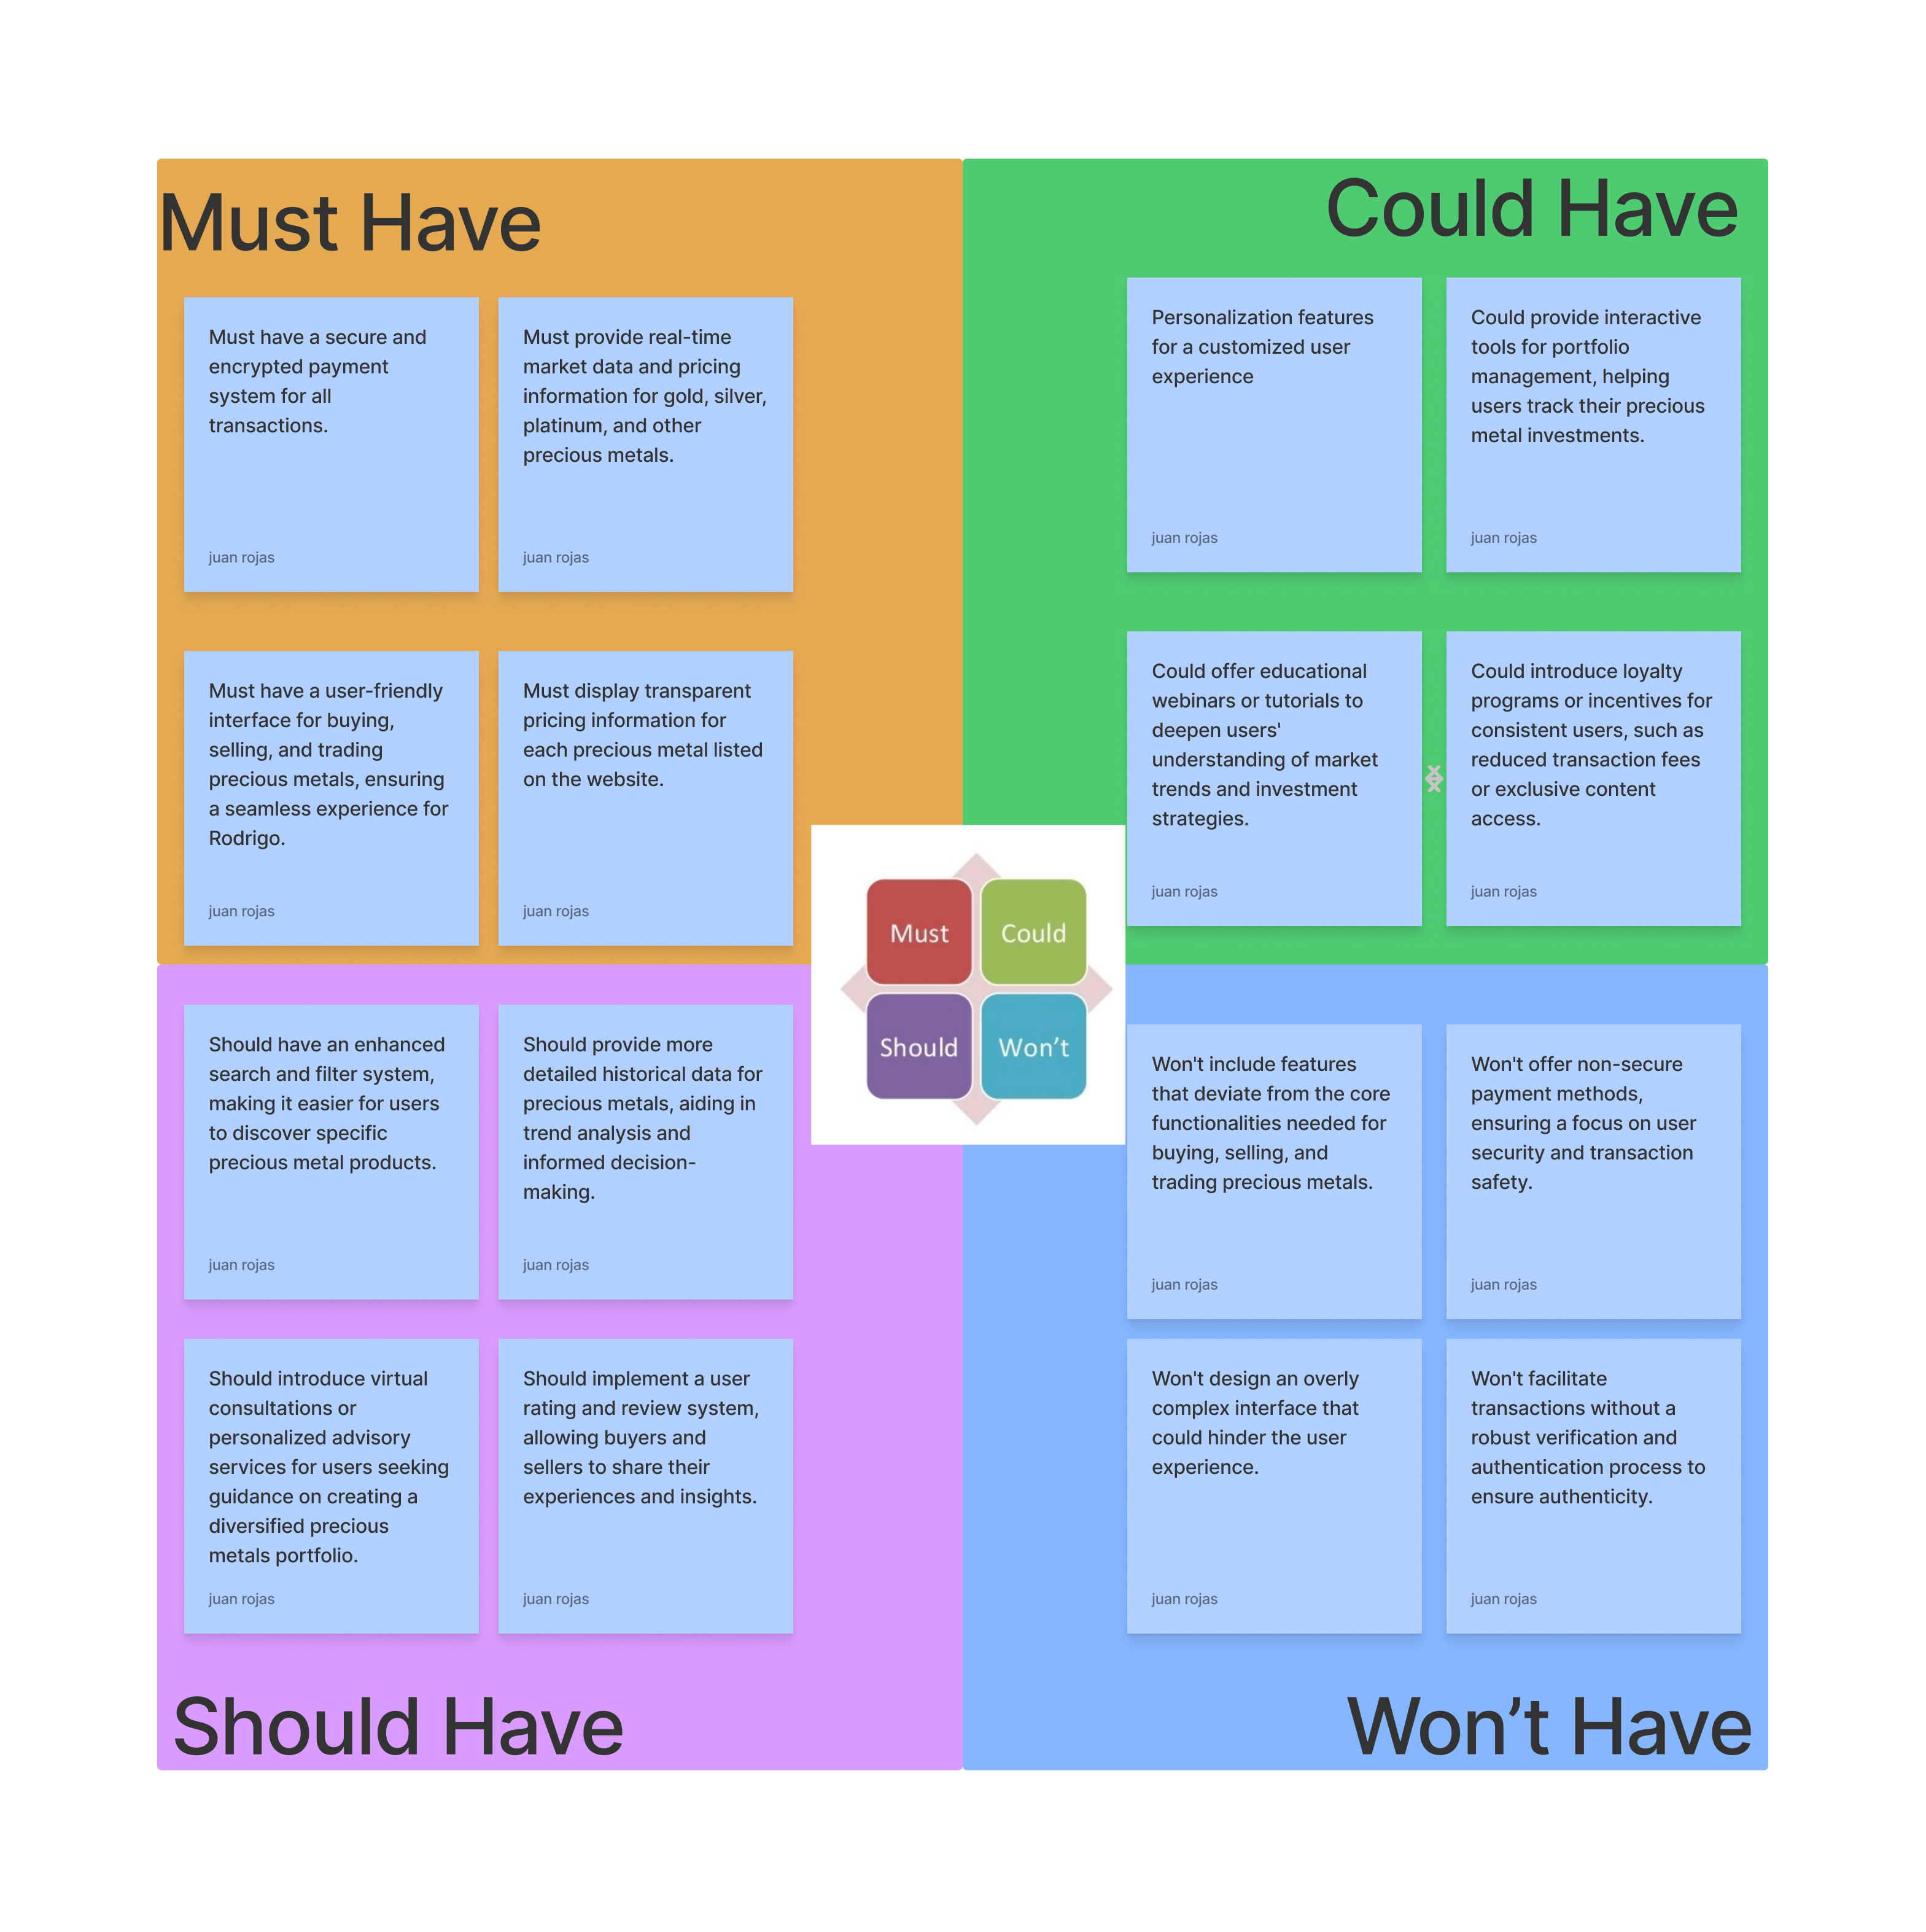 Must Have
Must have a secure and
encrypted payment
system for all
transactions.
juan rojas
Must provide real-time
market data and pricing
information for gold, silver,
platinum, and other
precious metals.
juan rojas
Must have a user-friendly
interface for buying,
selling, and trading
precious metals, ensuring
a seamless experience for
Rodrigo.
juan rojas
Must display transparent
pricing information for
each precious metal listed
on the website.
juan rojas
Could Have
Personalization features
for a customized user
experience
juan rojas
Could provide interactive
tools for portfolio
management, helping
users track their precious
metal investments.
juan rojas
Could offer educational
webinars or tutorials to
deepen users'
understanding of market
trends and investment
strategies.
juan rojas
Could introduce loyalty
programs or incentives for
consistent users, such as
reduced transaction fees
or exclusive content
access.
juan rojas
Must
Could
Should
Won't
Should have an enhanced
search and filter system,
making it easier for users
to discover specific
precious metal products.
juan rojas
Should provide more
detailed historical data for
precious metals, aiding in
trend analysis and
informed decision-
making.
juan rojas
Should introduce virtual
consultations or
personalized advisory
services for users seeking
guidance on creating a
diversified precious
metals portfolio.
juan rojas
Should implement a user
rating and review system,
allowing buyers and
sellers to share their
experiences and insights.
juan rojas
Should Have
Won't include features
that deviate from the core
functionalities needed for
buying, selling, and
trading precious metals.
juan rojas
Won't offer non-secure
payment methods,
ensuring a focus on user
security and transaction
safety.
juan rojas
Won't design an overly
complex interface that
could hinder the user
experience.
juan rojas
Won't facilitate
transactions without a
robust verification and
authentication process to
ensure authenticity.
juan rojas
Won’t Have